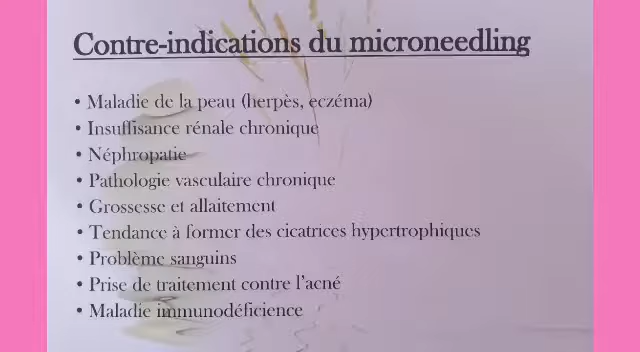 Contre-indications du microneedling
• Maladie de la peau (herpès, eczéma)
• Insuffisance rénale chronique
• Néphropatie
• Pathologie vasculaire chronique
• Grossesse et allaitement
• Tendance à former des cicatrices hypertrophiques
• Problème sanguins
• Prise de traitement contre l'acné
• Maladie immunodéficience